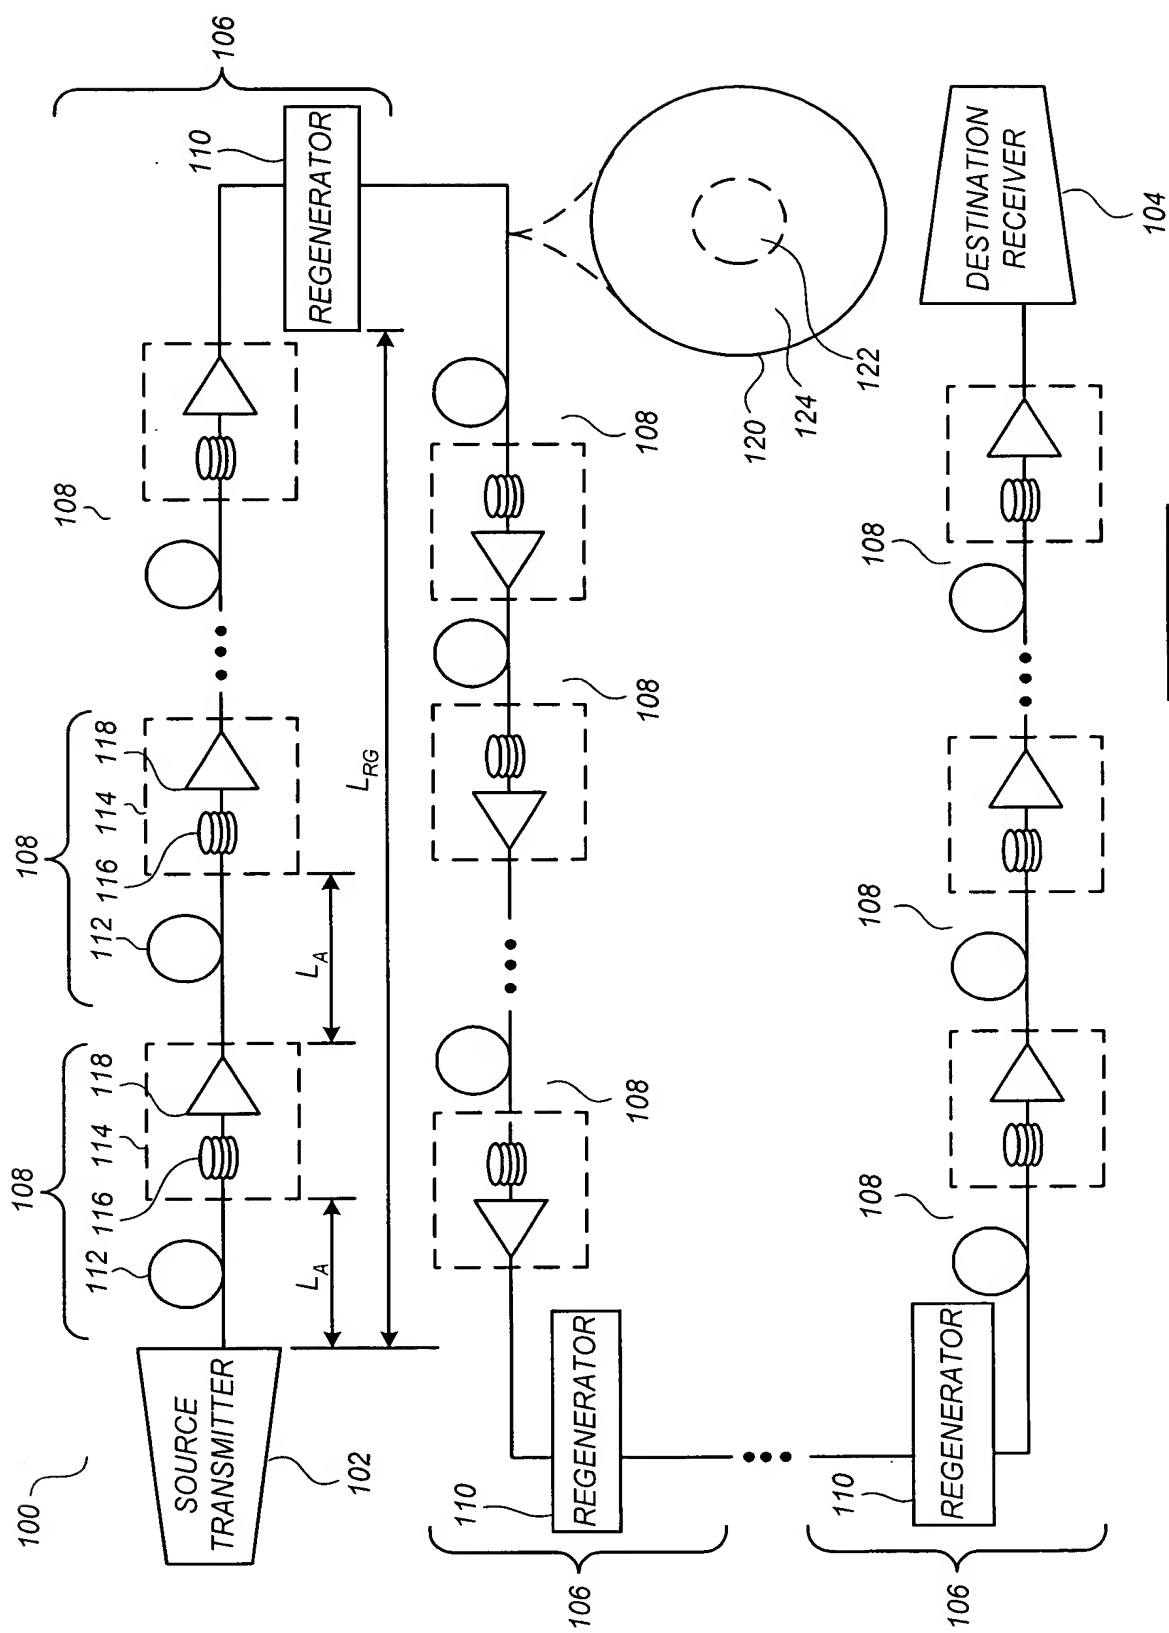 100
SOURCE
TRANSMITTER
102
108
112
116
114
118
L_A
108
112
116
114
118
L_A
L_RG
108
106
110
REGENERATOR
108
108
108
120
124
122
110
REGENERATOR
106
110
REGENERATOR
106
108
108
108
DESTINATION
RECEIVER
104